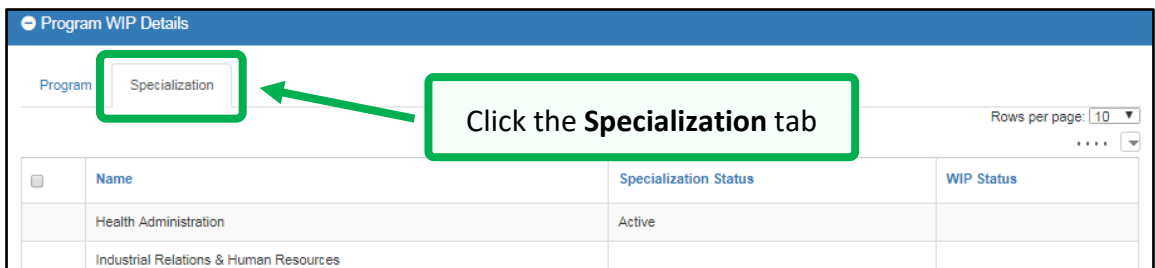 Program WIP Details
Program Specialization
Click the Specialization tab
Rows per page: 10
Name Specialization Status WIP Status
Health Administration Active
Industrial Relations & Human Resources